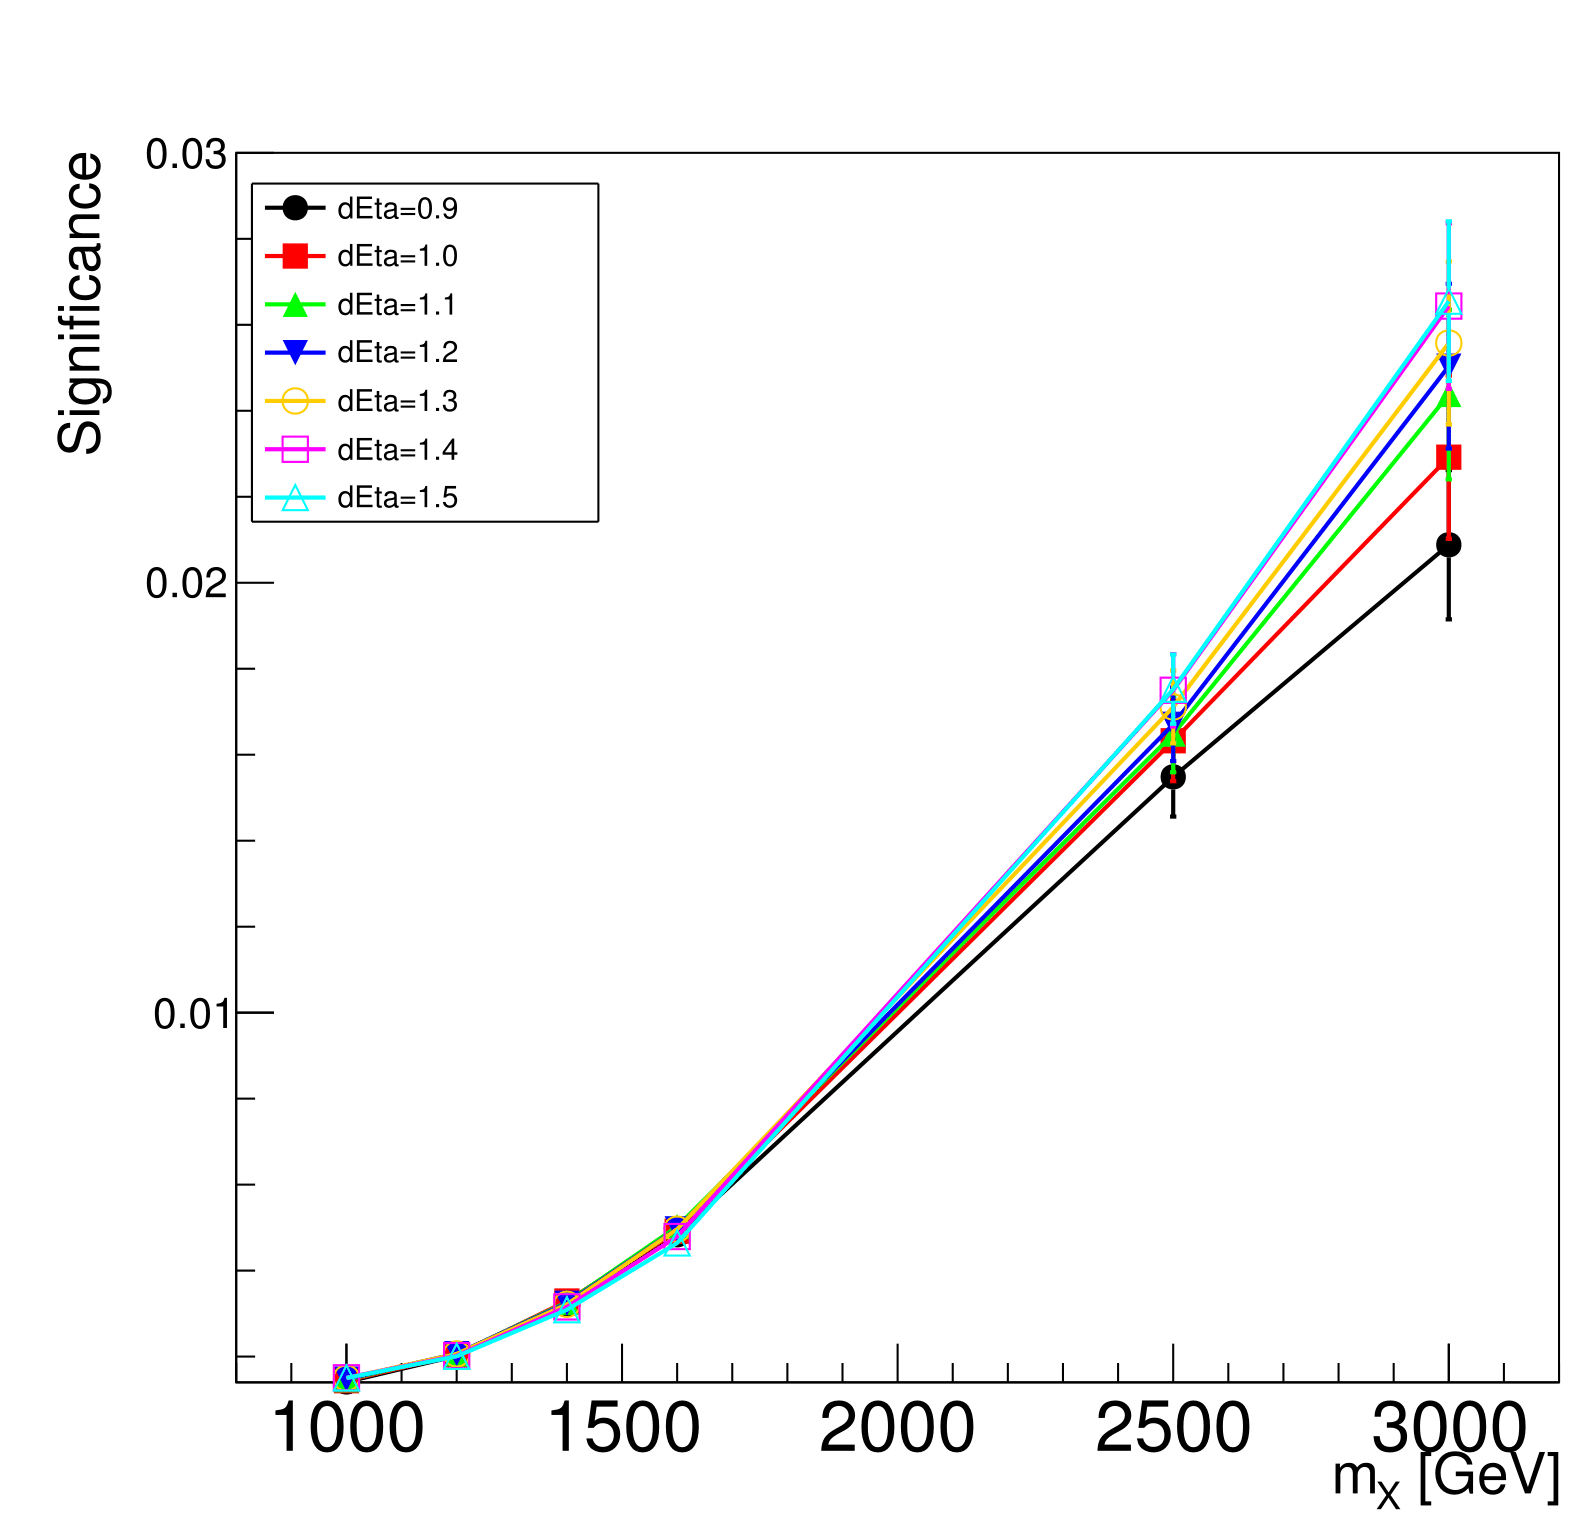 Significance
0.03
0.02
0.01
dEta=0.9
dEta=1.0
dEta=1.1
dEta=1.2
dEta=1.3
dEta=1.4
dEta=1.5
1000 1500 2000 2500 3000
m_X [GeV]